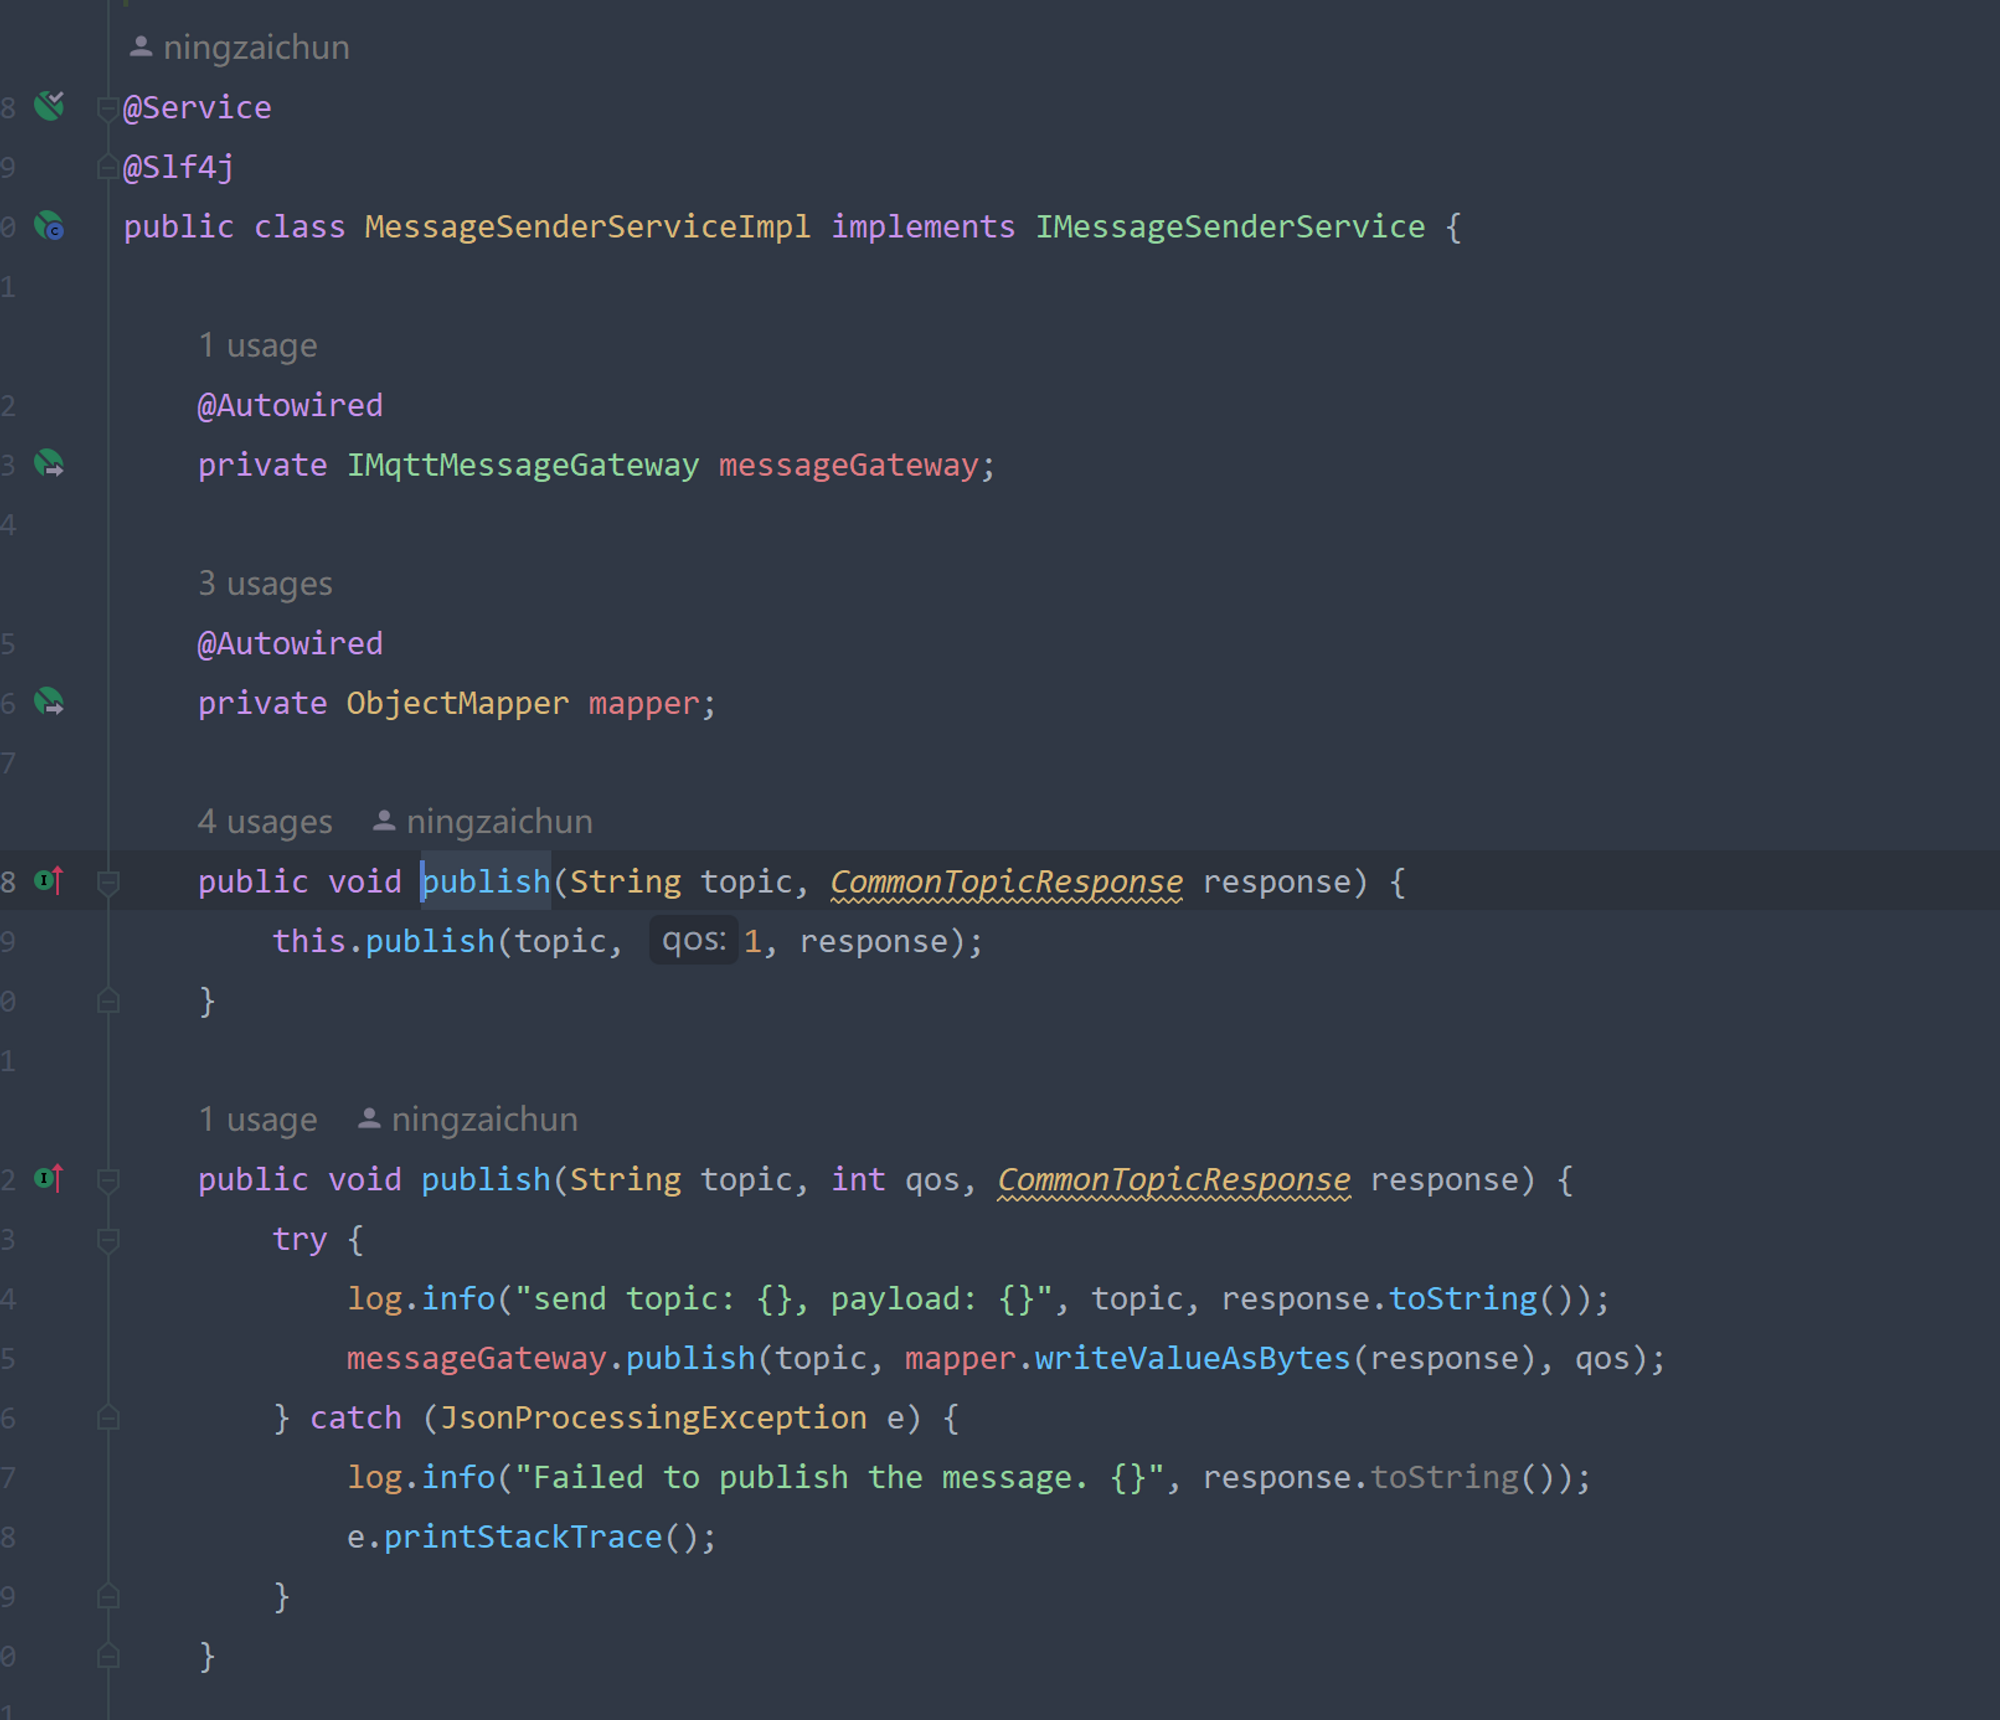 ningzaichun
8 @Service
9 @Slf4j
0 public class MessageSenderServiceImpl implements IMessageSenderService {
1
1 usage
2 @Autowired
3 private IMqttMessageGateway messageGateway;
4
3 usages
5 @Autowired
6 private ObjectMapper mapper;
7
4 usages ningzaichun
8 public void publish(String topic, CommonTopicResponse response) {
9 this.publish(topic, qos: 1, response);
0 }
1
1 usage ningzaichun
2 public void publish(String topic, int qos, CommonTopicResponse response) {
3 try {
4 log.info("send topic: {}, payload: {}", topic, response.toString());
5 messageGateway.publish(topic, mapper.writeValueAsBytes(response), qos);
6 } catch (JsonProcessingException e) {
7 log.info("Failed to publish the message. {}", response.toString());
8 e.printStackTrace();
9 }
0 }
1